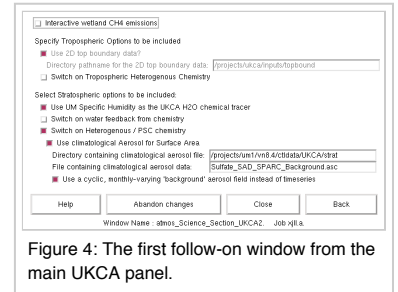 Interactive wetland CH4 emissions
Specify Tropospheric Options to be included
Use 2D top boundary data?
Directory pathname for the 2D top boundary data: /projects/ukca/inputs/topbound
Switch on Tropospheric Heterogenous Chemistry
Select Stratospheric options to be included:
Use UM Specific Humidity as the UKCA H2O chemical tracer
Switch on water feedback from chemistry
Switch on Heterogenous / PSC chemistry
Use climatological Aerosol for Surface Area
Directory containing climatological aerosol file: /projects/um1/vn8.4/ctldata/UKCA/strat
File containing climatological aerosol data: Sulfate_SAD_SPARC_Background.asc
Use a cyclic, monthly-varying 'background' aerosol field instead of timeseries
Help Abandon changes Close Back
Window Name : atmos_Science_Section_UKCA2. Job xjll.a.
Figure 4: The first follow-on window from the
main UKCA panel.